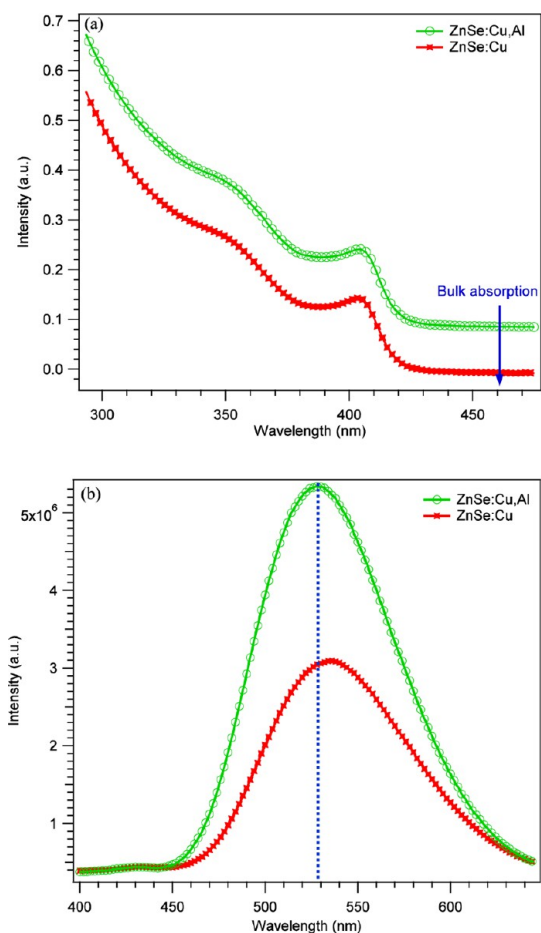 (a)
ZnSe:Cu,Al
ZnSe:Cu
0.7
0.6
0.5
0.4
0.3
0.2
0.1
0.0
Intensity (a.u.)
Bulk absorption
300
350
400
450
Wavelength (nm)
(b)
ZnSe:Cu,Al
ZnSe:Cu
5x10⁶
4
3
2
1
Intensity (a.u.)
400
450
500
550
600
Wavelength (nm)